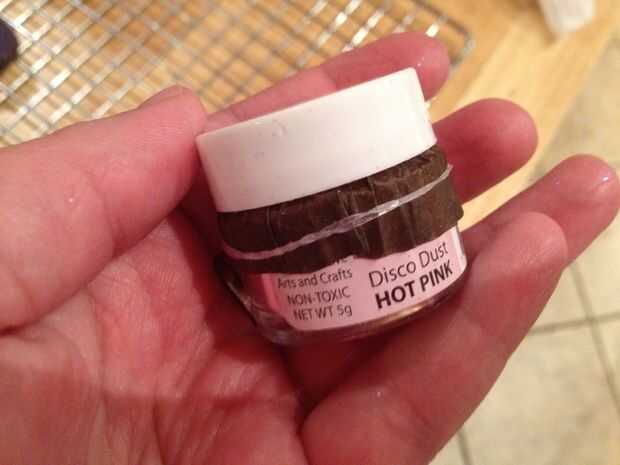 Arts and Crafts
NON-TOXIC
NET WT 5g
Disco Dust
HOT PINK